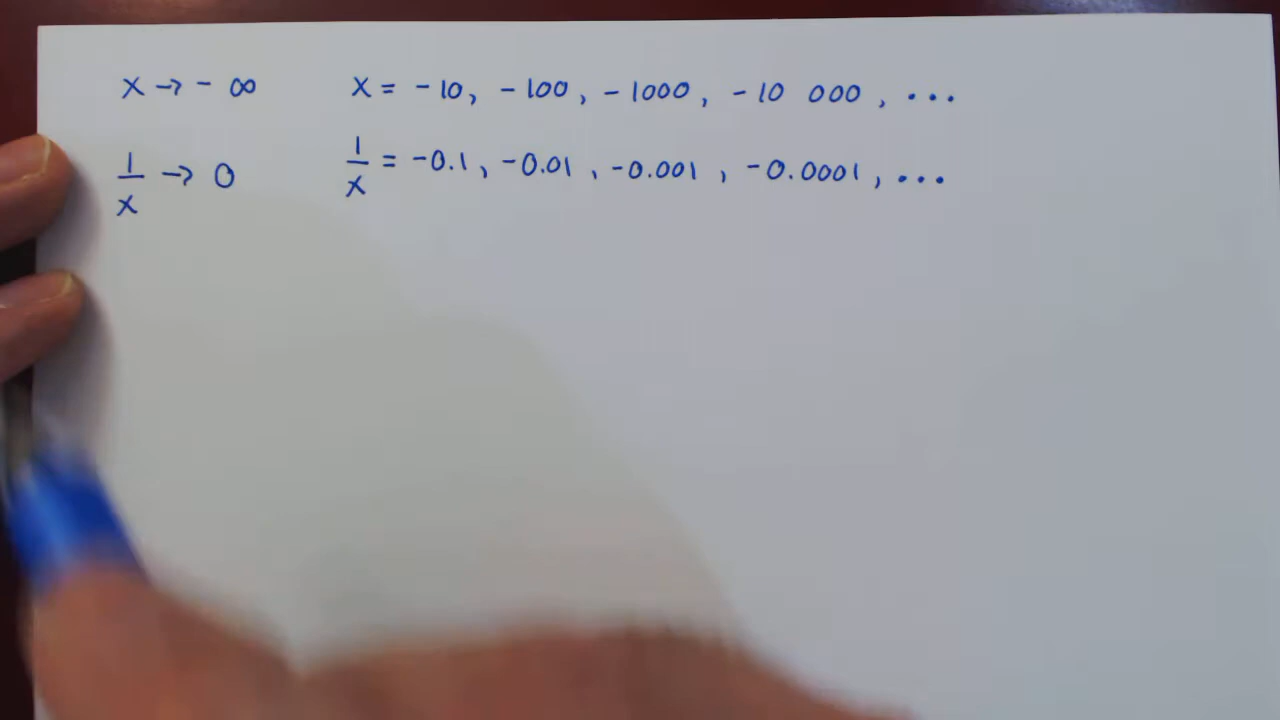 x → - ∞ x = -10, -100, -1000, -10 000, ...
1/x → 0 1/x = -0.1, -0.01, -0.001, -0.0001, ...